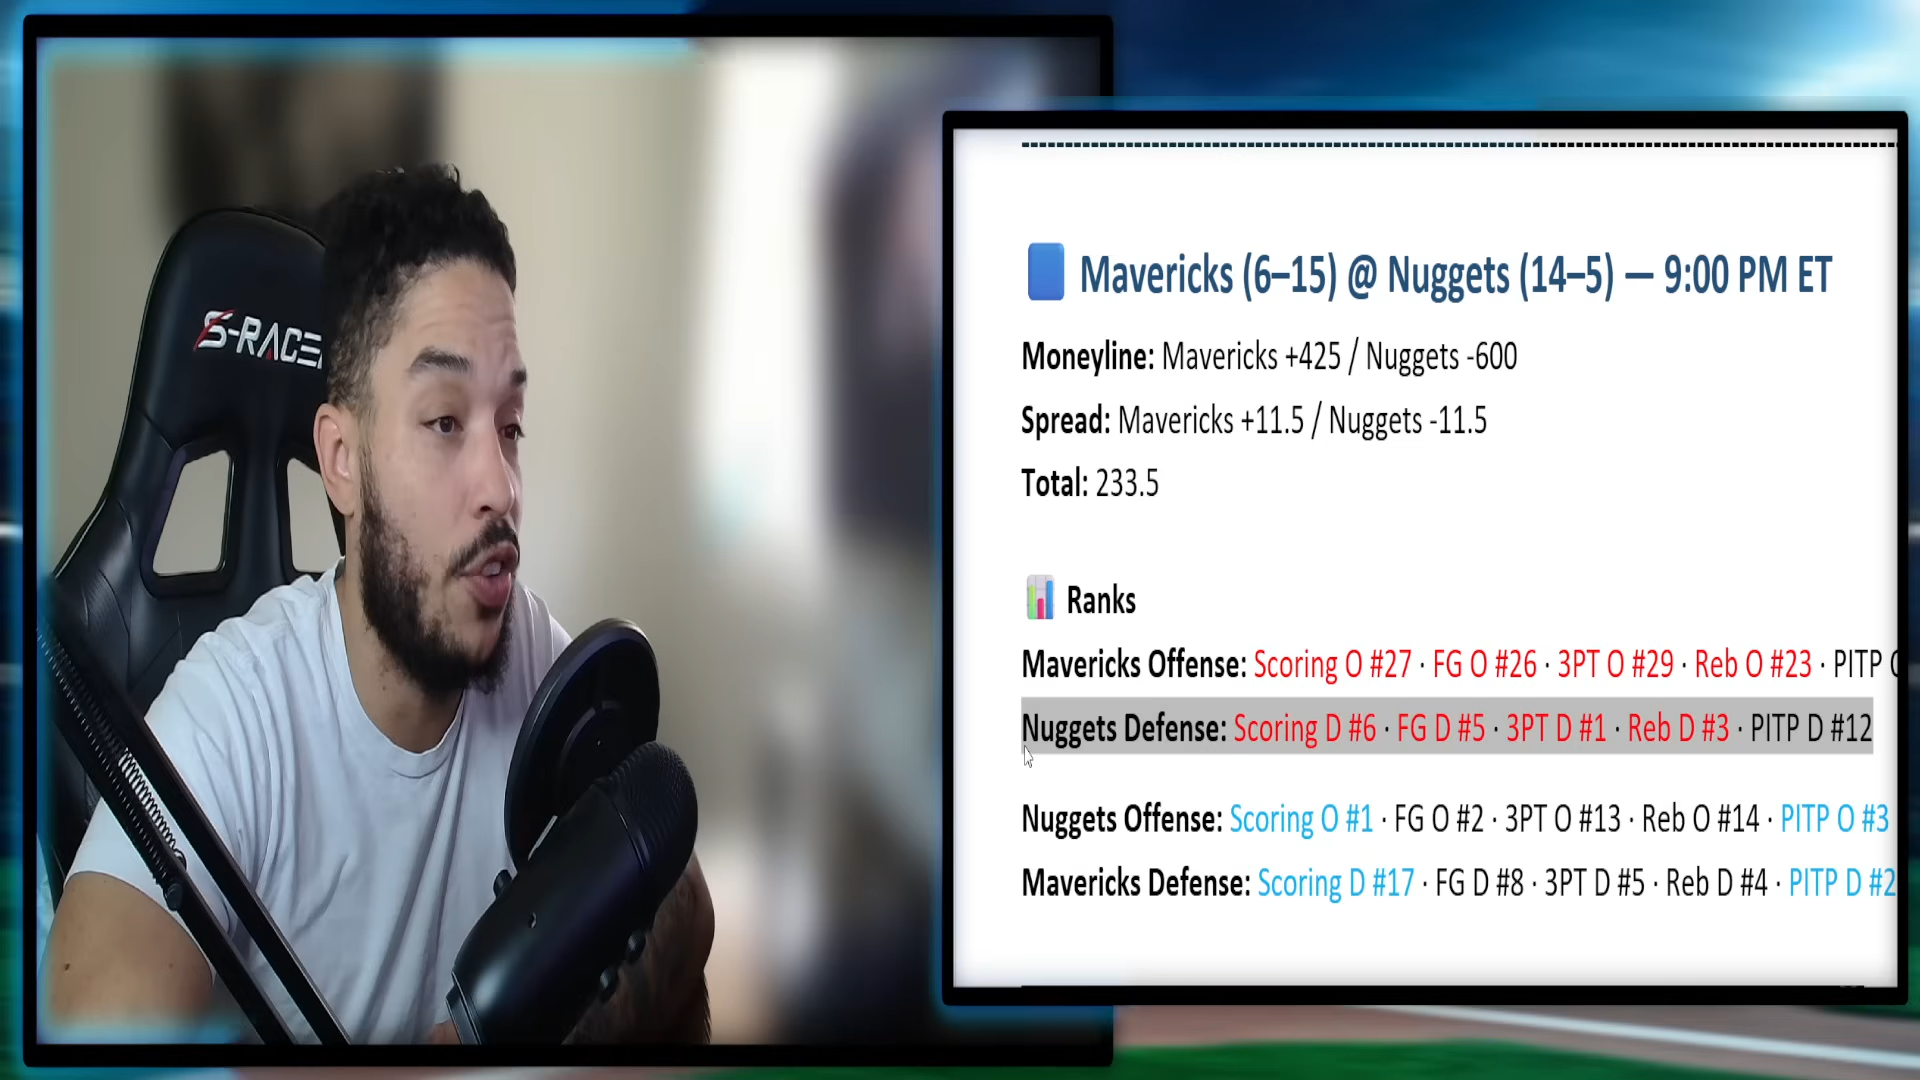 S-RACE
Mavericks (6–15) @ Nuggets (14–5) — 9:00 PM ET
Moneyline: Mavericks +425 / Nuggets -600
Spread: Mavericks +11.5 / Nuggets -11.5
Total: 233.5
Ranks
Mavericks Offense: Scoring O #27 · FG O #26 · 3PT O #29 · Reb O #23 · PITP
Nuggets Defense: Scoring D #6 · FG D #5 · 3PT D #1 · Reb D #3 · PITP D #12
Nuggets Offense: Scoring O #1 · FG O #2 · 3PT O #13 · Reb O #14 · PITP O #3
Mavericks Defense: Scoring D #17 · FG D #8 · 3PT D #5 · Reb D #4 · PITP D #2